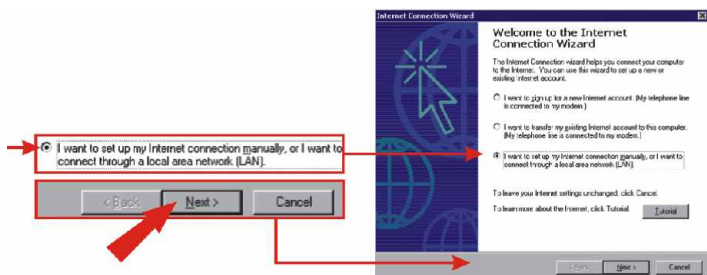 I want to set up my Internet connection manually, or I want to
connect through a local area network (LAN).
< Back
Next >
Cancel
Internet Connection Wizard
Welcome to the Internet
Connection Wizard
The Internet Connection wizard helps you connect your computer
to the Internet. You can use this wizard to set up a new or
existing Internet account.
I want to sign up for a new Internet account. (My telephone line
is connected to my modem.)
I want to transfer my existing Internet account to this computer.
(My telephone line is connected to my modem.)
I want to set up my Internet connection manually, or I want to
connect through a local area network (LAN).
To leave your Internet settings unchanged, click Cancel.
To learn more about the Internet, click Tutorial.
Tutorial
< Back
Next >
Cancel